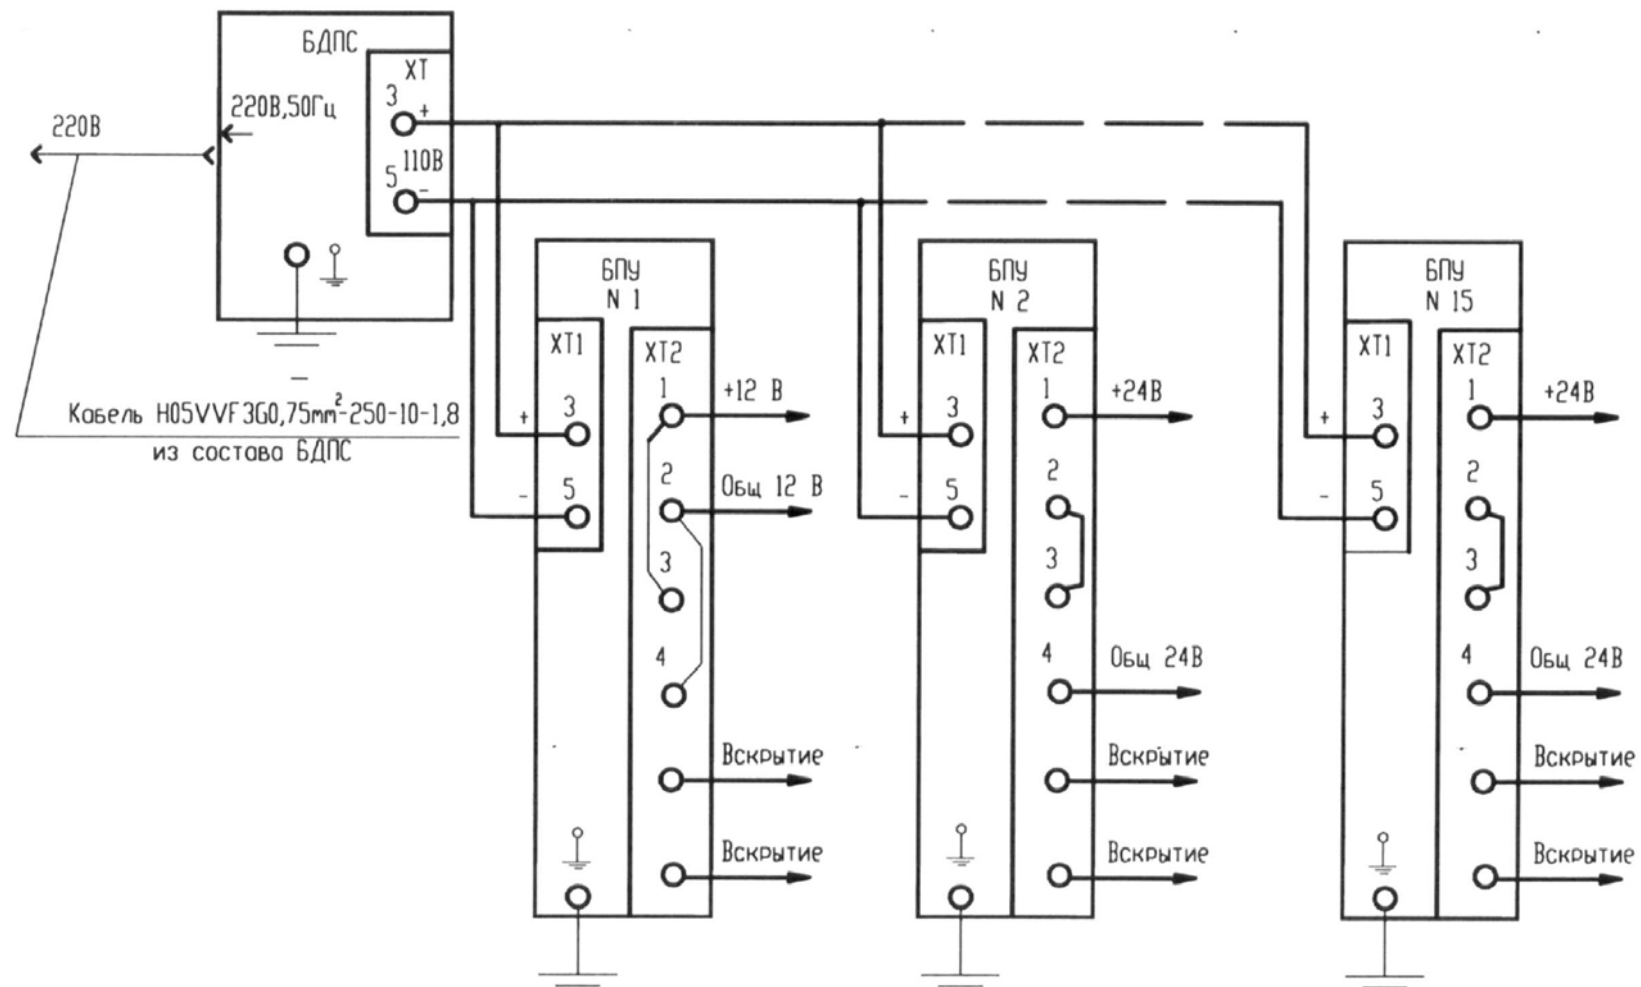 БДПС
ХТ
3
+
220В,50Гц
220В
110В
5
-
БПУ
N 1
БПУ
N 2
БПУ
N 15
ХТ1
ХТ2
ХТ1
ХТ2
ХТ1
ХТ2
1
+12 В
1
+24В
1
+24В
Кабель H05VVF3G0,75mm²-250-10-1,8
из состава БДПС
+
3
+
3
+
3
2
Общ 12 В
2
2
-
5
-
5
-
5
3
3
3
4
4
Общ 24В
4
Общ 24В
Вскрытие
Вскрытие
Вскрытие
Вскрытие
Вскрытие
Вскрытие